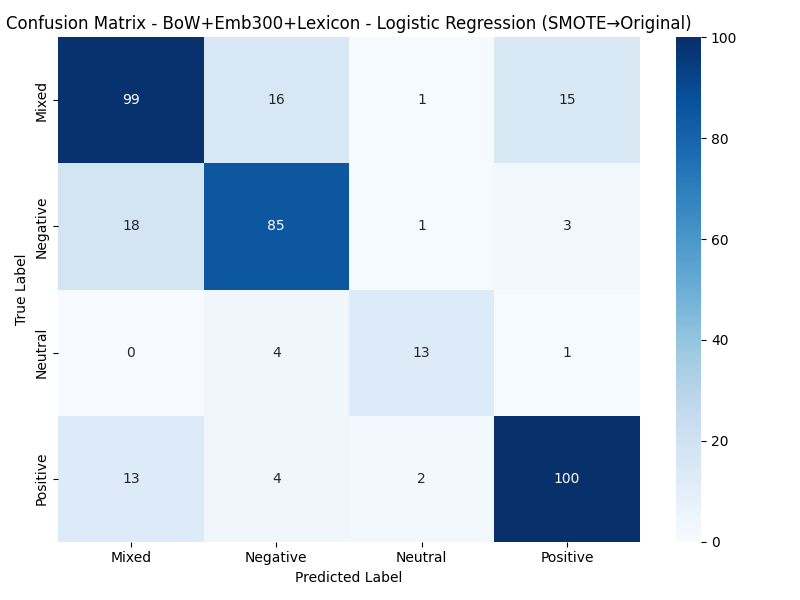 Confusion Matrix - BoW+Emb300+Lexicon - Logistic Regression (SMOTE→Original)
Mixed 99 16 1 15
Negative 18 85 1 3
Neutral 0 4 13 1
Positive 13 4 2 100
True Label
Mixed Negative Neutral Positive
Predicted Label
100
80
60
40
20
0